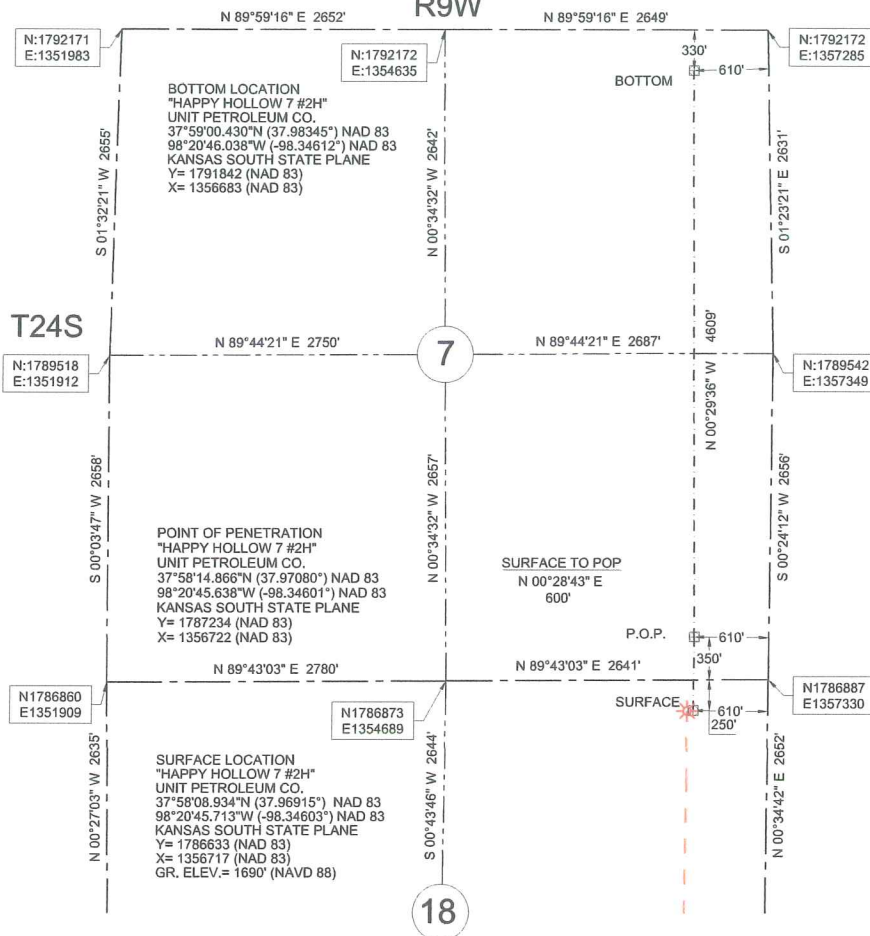 R9W
N 89°59'16" E 2652'
N 89°59'16" E 2649'
N:1792171
E:1351983
N:1792172
E:1354635
N:1792172
E:1357285
330'
610'
BOTTOM
BOTTOM LOCATION
"HAPPY HOLLOW 7 #2H"
UNIT PETROLEUM CO.
37°59'00.430"N (37.98345°) NAD 83
98°20'46.038"W (-98.34612°) NAD 83
KANSAS SOUTH STATE PLANE
Y= 1791842 (NAD 83)
X= 1356683 (NAD 83)
S 01°32'21" W 2655'
N 00°34'32" W 2642'
S 01°23'21" E 2631'
T24S
N 89°44'21" E 2750'
7
N 89°44'21" E 2687'
N:1789518
E:1351912
N:1789542
E:1357349
N 00°29'36" W 4609'
S 00°03'47" W 2658'
N 00°34'32" W 2657'
S 00°24'12" W 2656'
POINT OF PENETRATION
"HAPPY HOLLOW 7 #2H"
UNIT PETROLEUM CO.
37°58'14.866"N (37.97080°) NAD 83
98°20'45.638"W (-98.34601°) NAD 83
KANSAS SOUTH STATE PLANE
Y= 1787234 (NAD 83)
X= 1356722 (NAD 83)
SURFACE TO POP
N 00°28'43" E
600'
P.O.P.
610'
350'
N 89°43'03" E 2780'
N 89°43'03" E 2641'
N1786860
E1351909
N1786873
E1354689
N1786887
E1357330
SURFACE
610'
250'
SURFACE LOCATION
"HAPPY HOLLOW 7 #2H"
UNIT PETROLEUM CO.
37°58'08.934"N (37.96915°) NAD 83
98°20'45.713"W (-98.34603°) NAD 83
KANSAS SOUTH STATE PLANE
Y= 1786633 (NAD 83)
X= 1356717 (NAD 83)
GR. ELEV.= 1690' (NAVD 88)
N 00°27'03" W 2635'
S 00°43'46" W 2644'
N 00°34'42" E 2652'
18